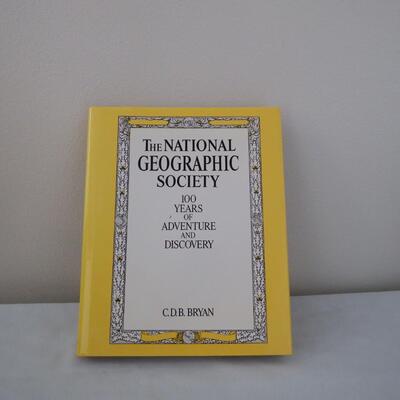 THE NATIONAL
GEOGRAPHIC
SOCIETY
100
YEARS
OF
ADVENTURE
AND
DISCOVERY
C.D.B. BRYAN